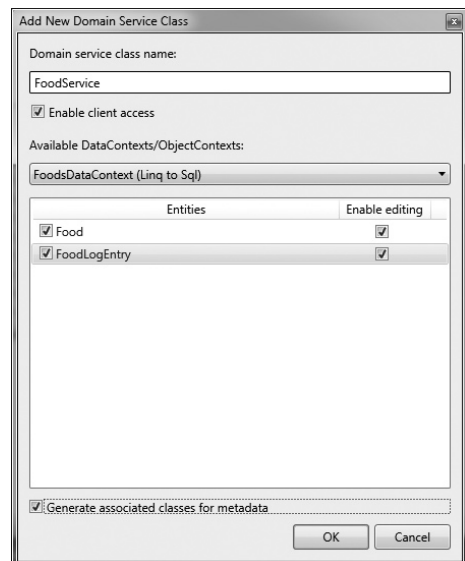 Add New Domain Service Class
Domain service class name:
FoodService
Enable client access
Available DataContexts/ObjectContexts:
FoodsDataContext (Linq to Sql)
Entities Enable editing
Food
FoodLogEntry
Generate associated classes for metadata
OK Cancel